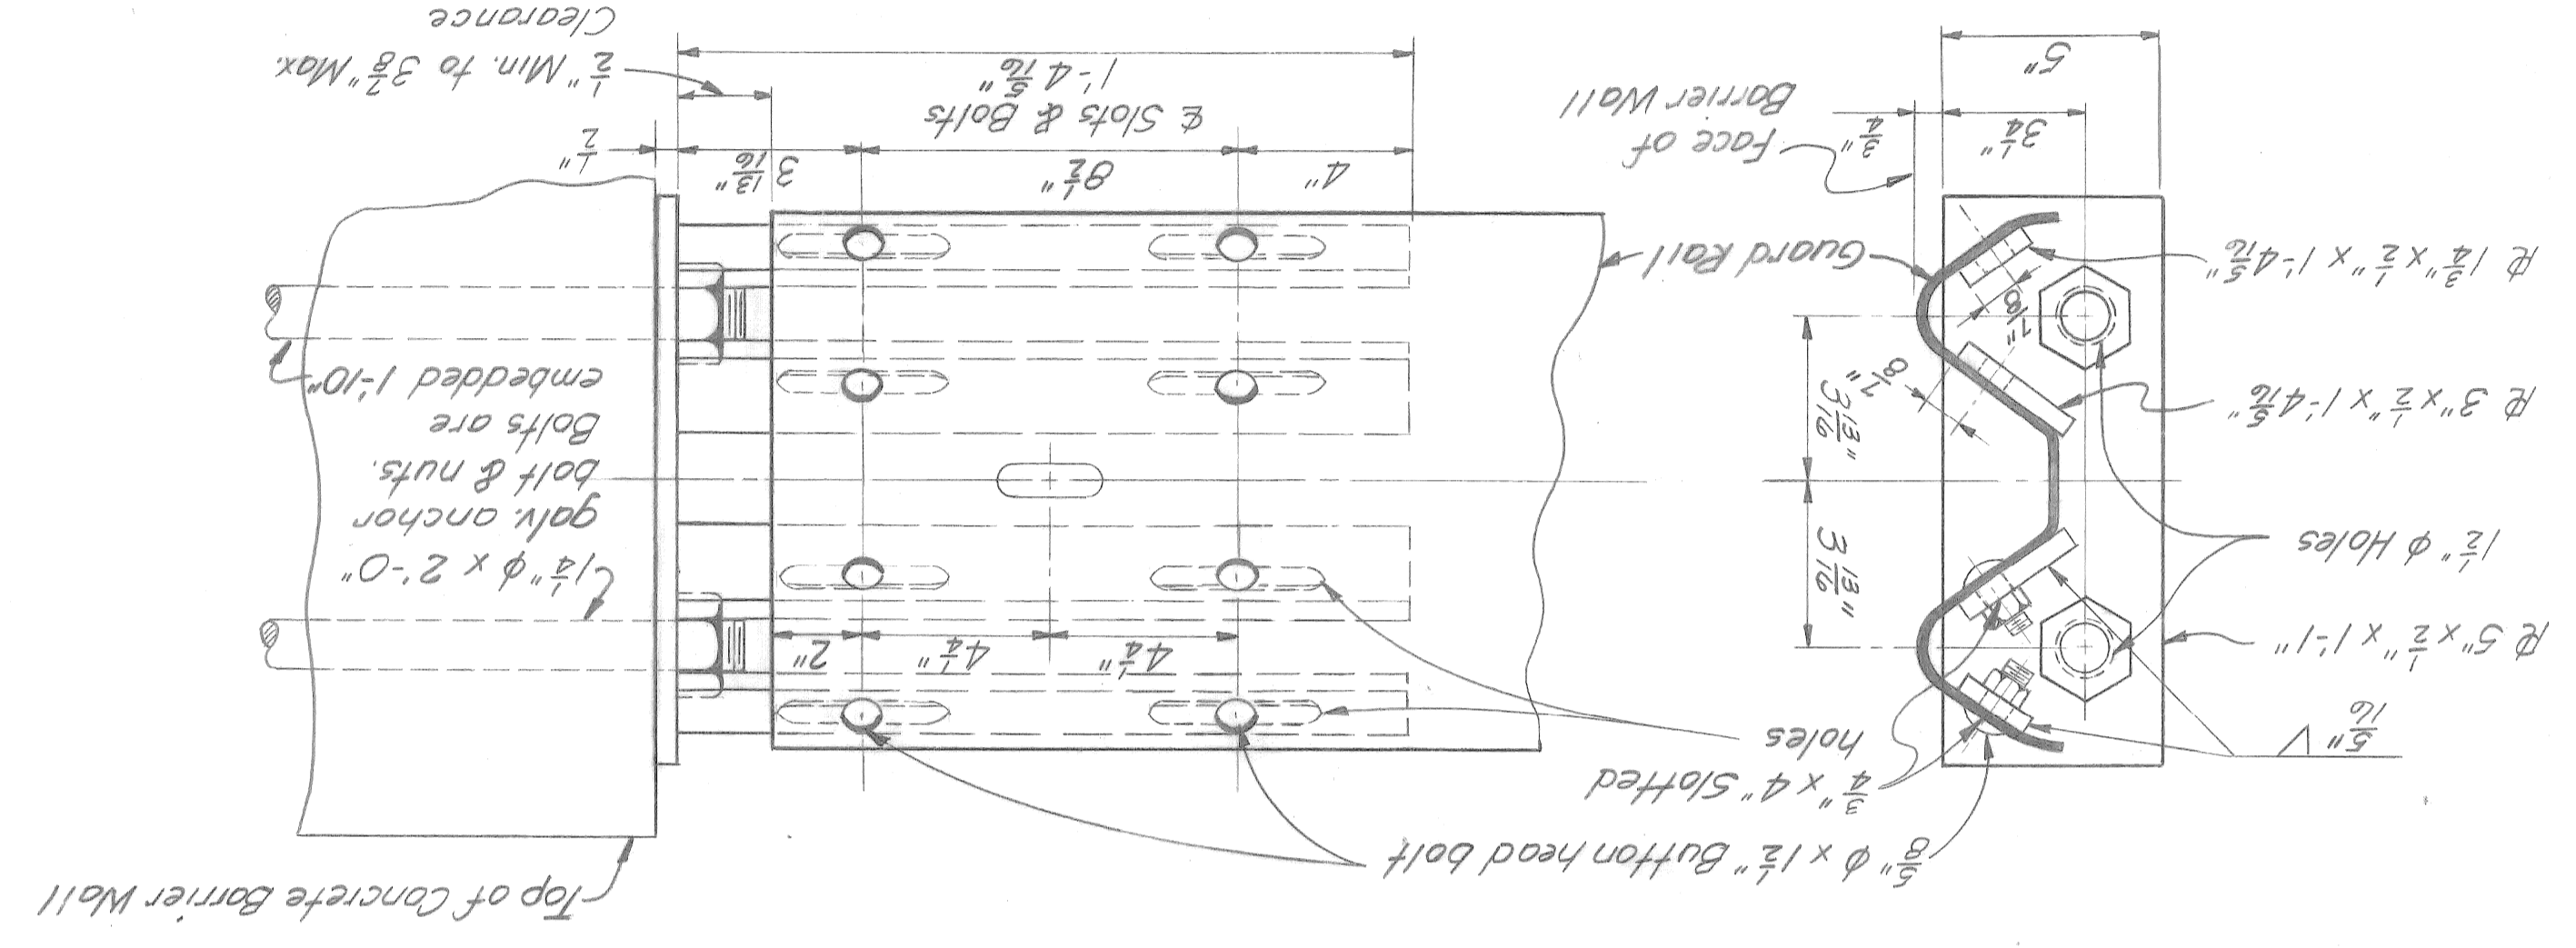 Top of Concrete Barrier Wall
5/8" φ x 1 1/2" Button head bolt
3/4" x 4" Slotted
holes
5/16"
℄ 5" x 1/2" x 1'-1"
1 1/2" φ Holes
℄ 3" x 1/2" x 1'-4 5/16"
℄ 1 3/4" x 1/2" x 1'-4 5/16"
3 13/16"
3 13/16"
7/8"
7/8"
Guard Rail
3 1/4"
3/4"
5"
Face of
Barrier Wall
4 1/4"
4 1/4"
2"
1 1/4" φ x 2'-0"
galv. anchor
bolt & nuts.
Bolts are
embedded 1'-10"
4"
8 1/2"
3 13/16"
1/2"
℄ Slots & Bolts
1'-4 5/16"
1/2" Min. to 3 7/8" Max.
Clearance